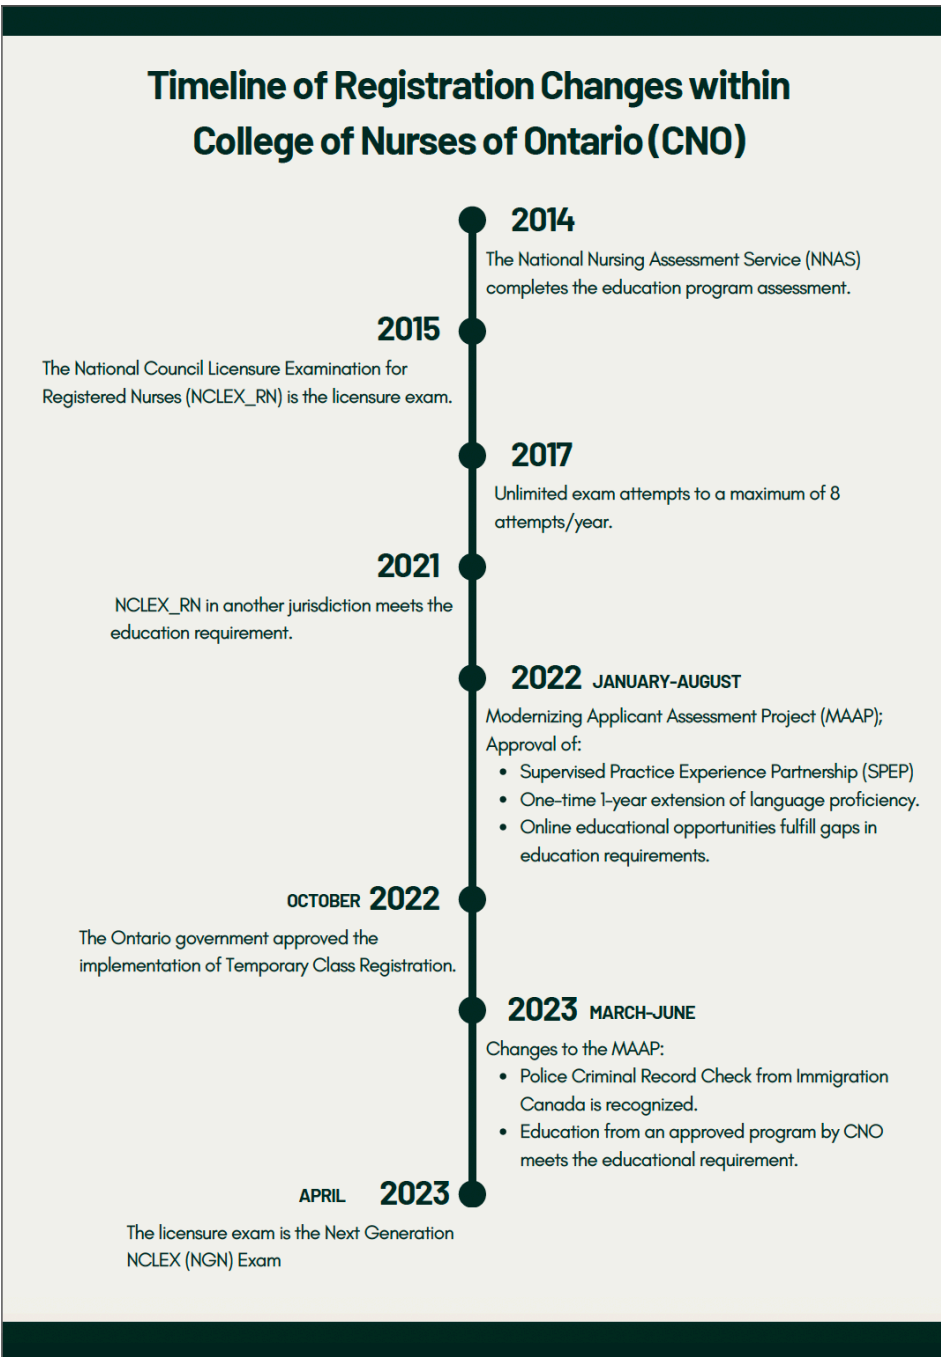 Timeline of Registration Changes within
College of Nurses of Ontario (CNO)
2014
The National Nursing Assessment Service (NNAS)
completes the education program assessment.
2015
The National Council Licensure Examination for
Registered Nurses (NCLEX_RN) is the licensure exam.
2017
Unlimited exam attempts to a maximum of 8
attempts/year.
2021
NCLEX_RN in another jurisdiction meets the
education requirement.
2022 JANUARY-AUGUST
Modernizing Applicant Assessment Project (MAAP);
Approval of:
• Supervised Practice Experience Partnership (SPEP)
• One-time 1-year extension of language proficiency.
• Online educational opportunities fulfill gaps in
education requirements.
OCTOBER 2022
The Ontario government approved the
implementation of Temporary Class Registration.
2023 MARCH-JUNE
Changes to the MAAP:
• Police Criminal Record Check from Immigration
Canada is recognized.
• Education from an approved program by CNO
meets the educational requirement.
APRIL 2023
The licensure exam is the Next Generation
NCLEX (NGN) Exam